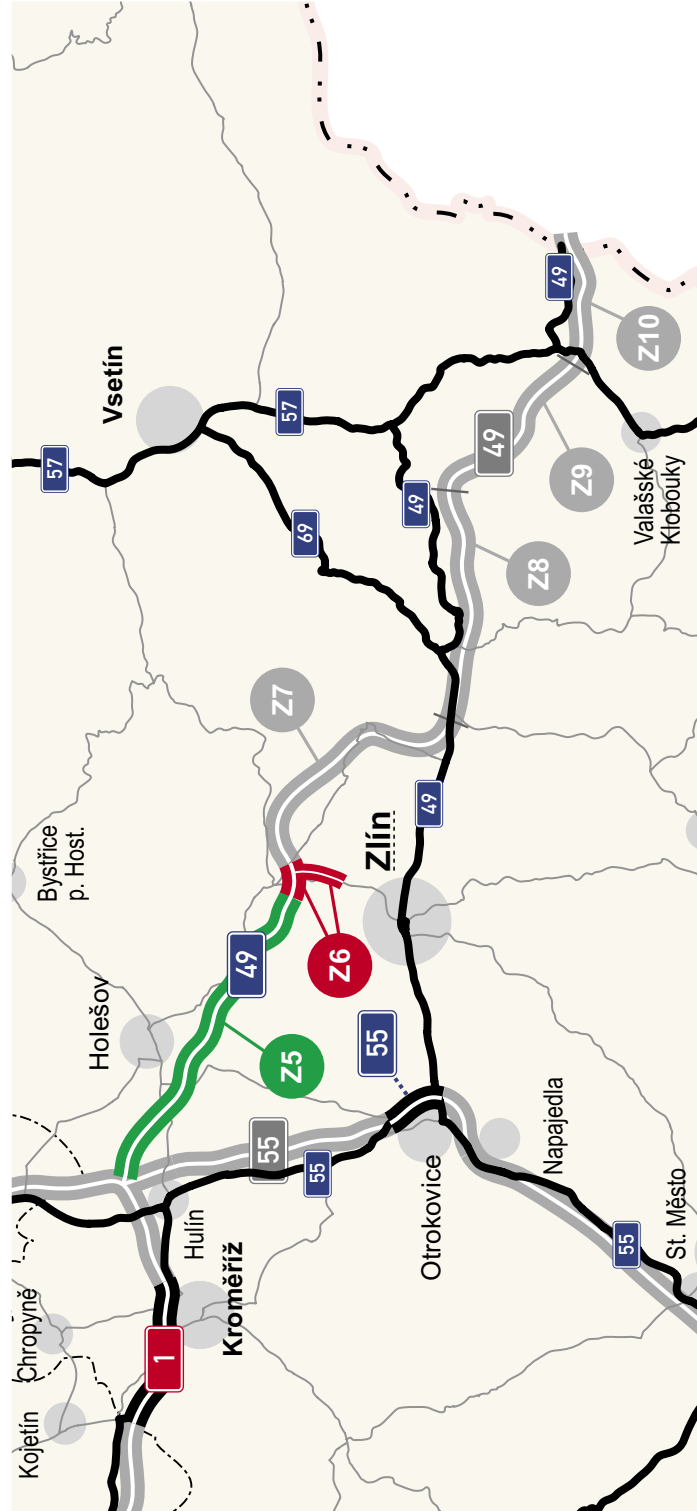 Kojetín
Chropyně
Bystřice
p. Host.
57
Holešov
Vsetín
1
Hulín
Kroměříž
49
55
Z7
Z5
57
69
55
Z6
55
Zlín
49
49
Otrokovice
49
Z8
Napajedla
49
Z9
55
Valašské
Klobouky
Z10
St. Město